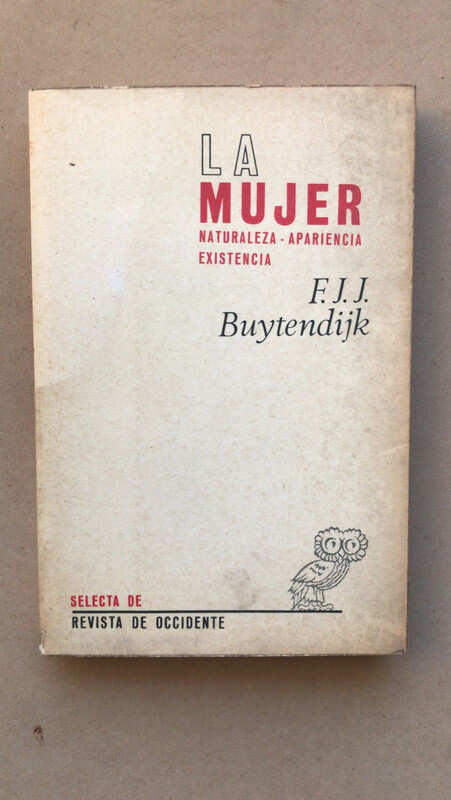 LA
MUJER
NATURALEZA - APARIENCIA
EXISTENCIA
F. J. J.
Buytendijk
SELECTA DE
REVISTA DE OCCIDENTE